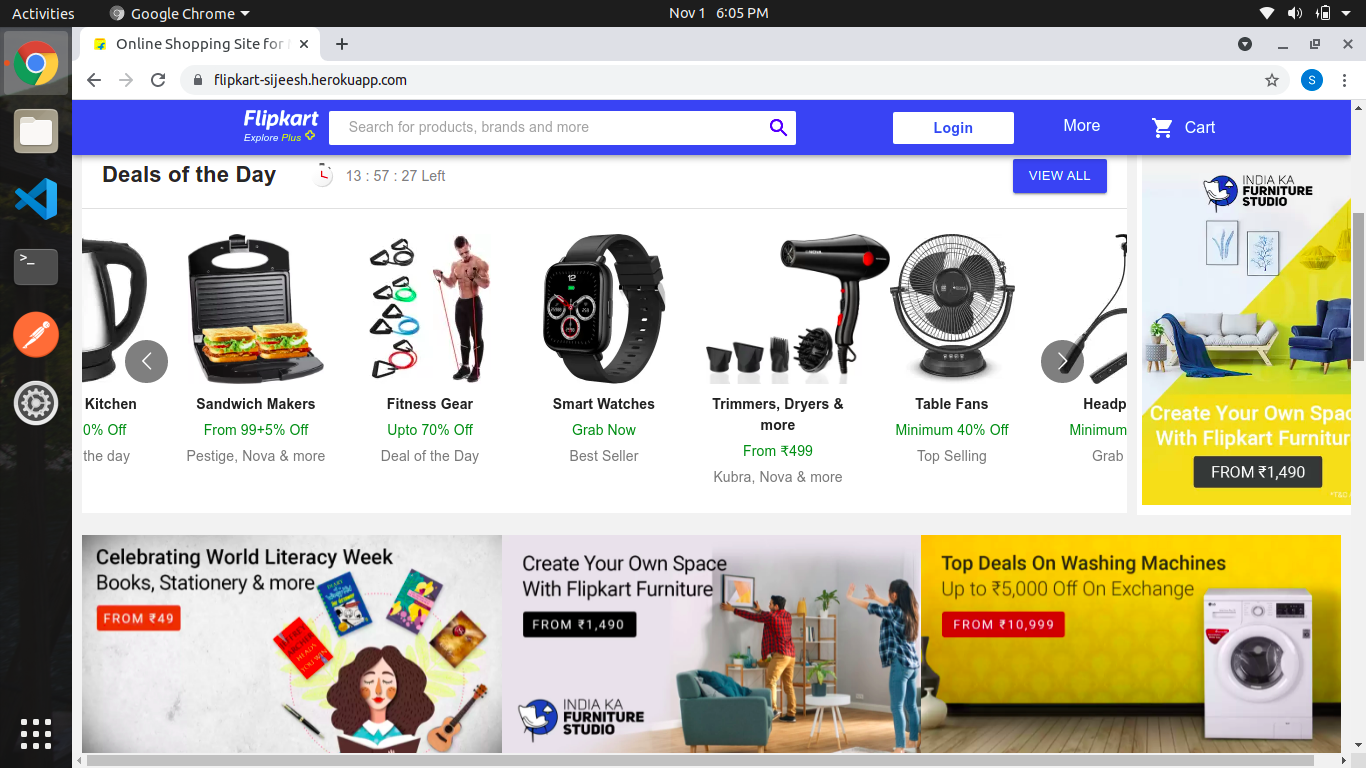 Activities
Google Chrome
Nov 1 6:05 PM
Online Shopping Site for
flipkart-sijeesh.herokuapp.com
S
Flipkart
Explore Plus
Search for products, brands and more
Login
More
Cart
Deals of the Day
13 : 57 : 27 Left
VIEW ALL
Kitchen
0% Off
the day
Sandwich Makers
From 99+5% Off
Pestige, Nova & more
Fitness Gear
Upto 70% Off
Deal of the Day
Smart Watches
Grab Now
Best Seller
Trimmers, Dryers &
more
From ₹499
Kubra, Nova & more
Table Fans
Minimum 40% Off
Top Selling
Headp
Minimum
Grab
INDIA KA
FURNITURE
STUDIO
Create Your Own Spac
With Flipkart Furnitur
FROM ₹1,490
Celebrating World Literacy Week
Books, Stationery & more
FROM ₹49
Create Your Own Space
With Flipkart Furniture
FROM ₹1,490
INDIA KA
FURNITURE
STUDIO
Top Deals On Washing Machines
Up to ₹5,000 Off On Exchange
FROM ₹10,999